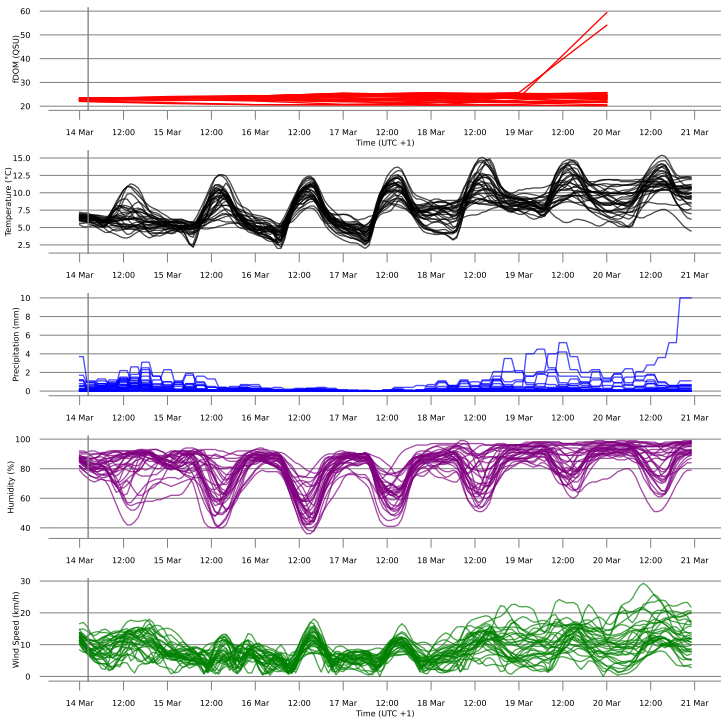 60
50
40
30
20
fDOM (QSU)
14 Mar 12:00 15 Mar 12:00 16 Mar 12:00 17 Mar 12:00 18 Mar 12:00 19 Mar 12:00 20 Mar 12:00 21 Mar
Time (UTC +1)
15.0
12.5
10.0
7.5
5.0
2.5
Temperature (°C)
14 Mar 12:00 15 Mar 12:00 16 Mar 12:00 17 Mar 12:00 18 Mar 12:00 19 Mar 12:00 20 Mar 12:00 21 Mar
10
8
6
4
2
0
Precipitation (mm)
14 Mar 12:00 15 Mar 12:00 16 Mar 12:00 17 Mar 12:00 18 Mar 12:00 19 Mar 12:00 20 Mar 12:00 21 Mar
100
80
60
40
Humidity (%)
14 Mar 12:00 15 Mar 12:00 16 Mar 12:00 17 Mar 12:00 18 Mar 12:00 19 Mar 12:00 20 Mar 12:00 21 Mar
30
20
10
0
Wind Speed (km/h)
14 Mar 12:00 15 Mar 12:00 16 Mar 12:00 17 Mar 12:00 18 Mar 12:00 19 Mar 12:00 20 Mar 12:00 21 Mar
Time (UTC +1)